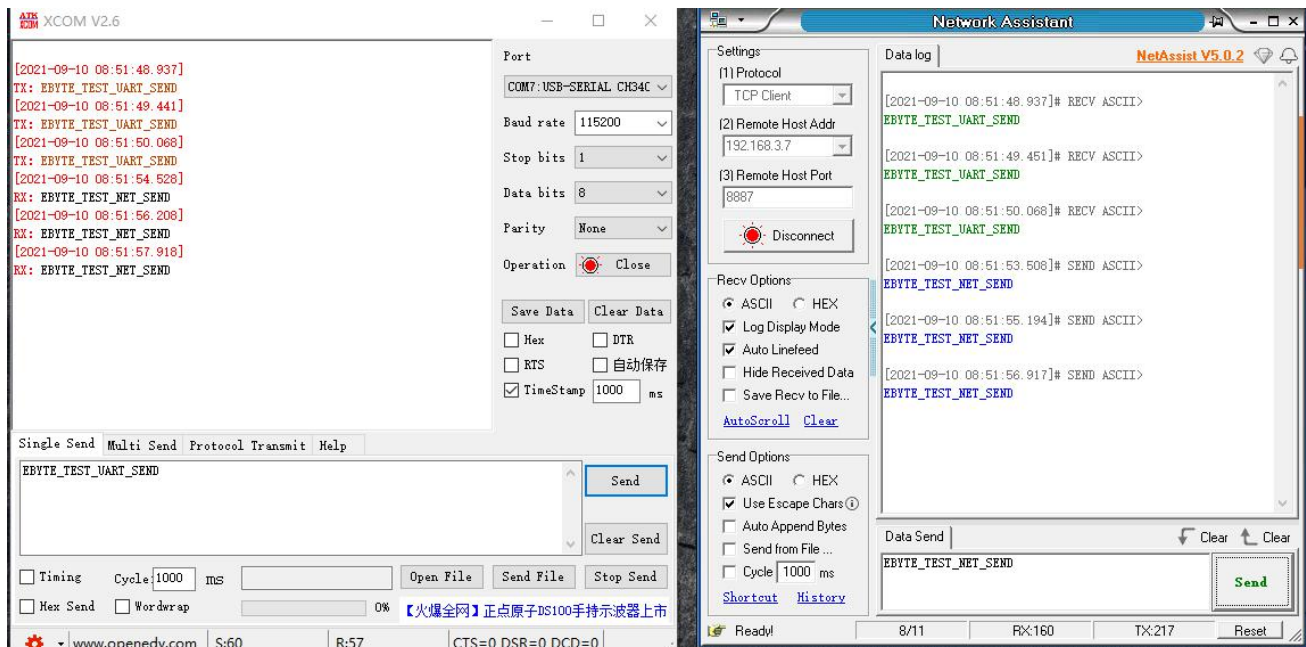 ATK
XCOM XCOM V2.6
[2021-09-10 08:51:48.937]
TX: EBYTE_TEST_UART_SEND
[2021-09-10 08:51:49.441]
TX: EBYTE_TEST_UART_SEND
[2021-09-10 08:51:50.068]
TX: EBYTE_TEST_UART_SEND
[2021-09-10 08:51:54.528]
RX: EBYTE_TEST_NET_SEND
[2021-09-10 08:51:56.208]
RX: EBYTE_TEST_NET_SEND
[2021-09-10 08:51:57.918]
RX: EBYTE_TEST_NET_SEND
Port
COM7:USB-SERIAL CH34C
Baud rate 115200
Stop bits 1
Data bits 8
Parity None
Operation Close
Save Data Clear Data
Hex DTR
RTS 自动保存
TimeStamp 1000 ms
Single Send Multi Send Protocol Transmit Help
EBYTE_TEST_UART_SEND
Send
Clear Send
Timing Cycle: 1000 ms Open File Send File Stop Send
Hex Send Wordwrap 0% 【火爆全网】正点原子DS100手持示波器上市
www.openedv.com S:60 R:57 CTS=0 DSR=0 DCD=0
Network Assistant
Settings
(1) Protocol
TCP Client
(2) Remote Host Addr
192.168.3.7
(3) Remote Host Port
8887
Disconnect
Recv Options
ASCII HEX
Log Display Mode
Auto Linefeed
Hide Received Data
Save Recv to File...
AutoScroll Clear
Send Options
ASCII HEX
Use Escape Chars i
Auto Append Bytes
Send from File ...
Cycle 1000 ms
Shortcut History
Data log NetAssist V5.0.2
[2021-09-10 08:51:48.937]# RECV ASCII>
EBYTE_TEST_UART_SEND
[2021-09-10 08:51:49.451]# RECV ASCII>
EBYTE_TEST_UART_SEND
[2021-09-10 08:51:50.068]# RECV ASCII>
EBYTE_TEST_UART_SEND
[2021-09-10 08:51:53.508]# SEND ASCII>
EBYTE_TEST_NET_SEND
[2021-09-10 08:51:55.194]# SEND ASCII>
EBYTE_TEST_NET_SEND
[2021-09-10 08:51:56.917]# SEND ASCII>
EBYTE_TEST_NET_SEND
Data Send Clear Clear
EBYTE_TEST_NET_SEND
Send
Ready! 8/11 RX:160 TX:217 Reset